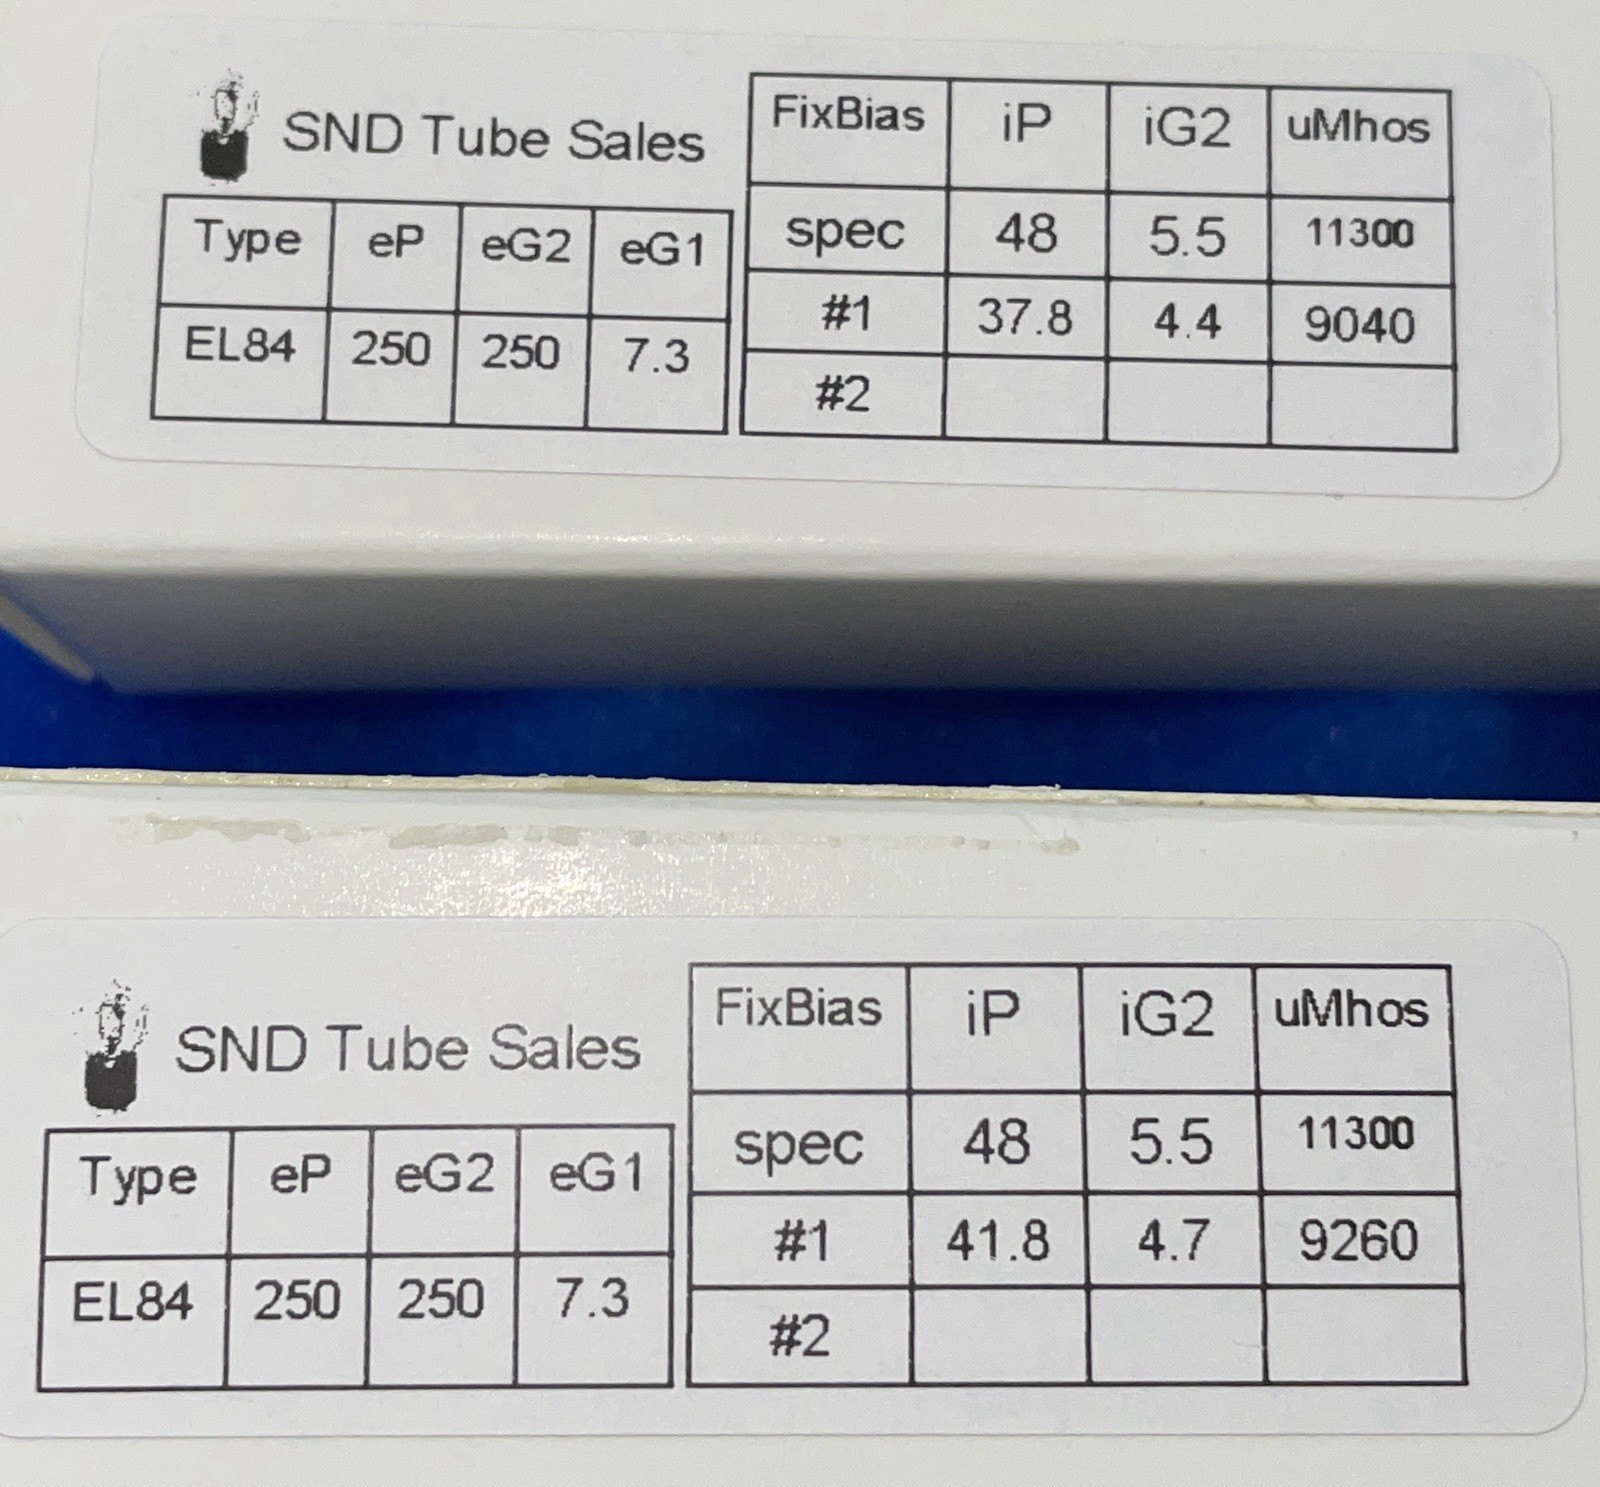 SND Tube Sales
Type eP eG2 eG1
EL84 250 250 7.3
FixBias iP iG2 uMhos
spec 48 5.5 11300
#1 37.8 4.4 9040
#2
SND Tube Sales
Type eP eG2 eG1
EL84 250 250 7.3
FixBias iP iG2 uMhos
spec 48 5.5 11300
#1 41.8 4.7 9260
#2